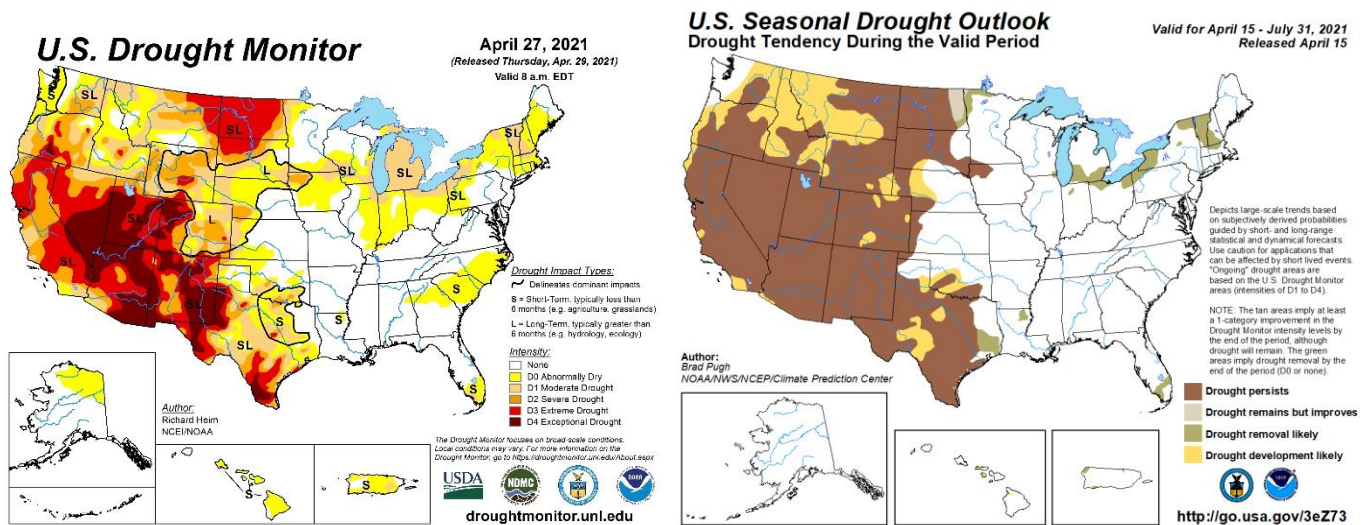 U.S. Drought Monitor
April 27, 2021
(Released Thursday, Apr. 29, 2021)
Valid 8 a.m. EDT
S
SL
SL
SL
SL
SL
SL
L
S
SL
L
SL
SL
SL
S
S
S
SL
S
Drought Impact Types:
Delineates dominant impacts
S = Short-Term, typically less than
6 months (e.g. agriculture, grasslands)
L = Long-Term, typically greater than
6 months (e.g. hydrology, ecology)
Intensity:
None
D0 Abnormally Dry
D1 Moderate Drought
D2 Severe Drought
D3 Extreme Drought
D4 Exceptional Drought
Author:
Richard Heim
NCEI/NOAA
S
S
The Drought Monitor focuses on broad-scale conditions.
Local conditions may vary. For more information on the
Drought Monitor, go to https://droughtmonitor.unl.edu/About.aspx
USDA
NDMC
droughtmonitor.unl.edu
U.S. Seasonal Drought Outlook
Drought Tendency During the Valid Period
Valid for April 15 - July 31, 2021
Released April 15
Depicts large-scale trends based
on subjectively derived probabilities
guided by short- and long-range
statistical and dynamical forecasts.
Use caution for applications that
can be affected by short lived events.
"Ongoing" drought areas are
based on the U.S. Drought Monitor
areas (intensities of D1 to D4).
NOTE: The tan areas imply at least
a 1-category improvement in the
Drought Monitor intensity levels by
the end of the period, although
drought will remain. The green
areas imply drought removal by the
end of the period (D0 or none).
Author:
Brad Pugh
NOAA/NWS/NCEP/Climate Prediction Center
Drought persists
Drought remains but improves
Drought removal likely
Drought development likely
http://go.usa.gov/3eZ73